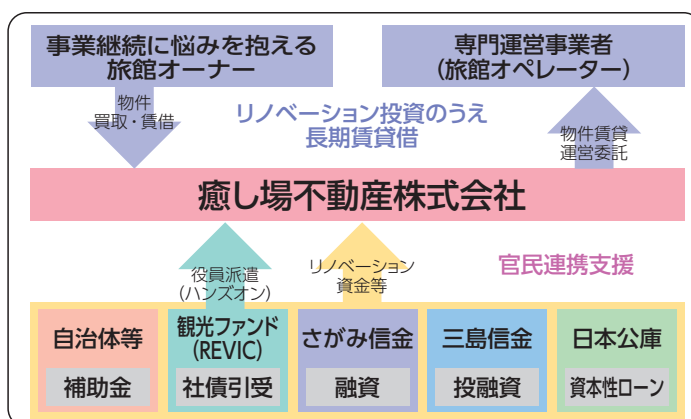 事業継続に悩みを抱える
旅館オーナー
専門運営事業者
(旅館オペレーター)
物件
買取・賃借
リノベーション投資のうえ
長期賃貸借
物件賃貸
運営委託
癒し場不動産株式会社
役員派遣
(ハンズオン)
リノベーション
資金等
官民連携支援
自治体等
補助金
観光ファンド
(REVIC)
社債引受
さがみ信金
融資
三島信金
投融資
日本公庫
資本性ローン